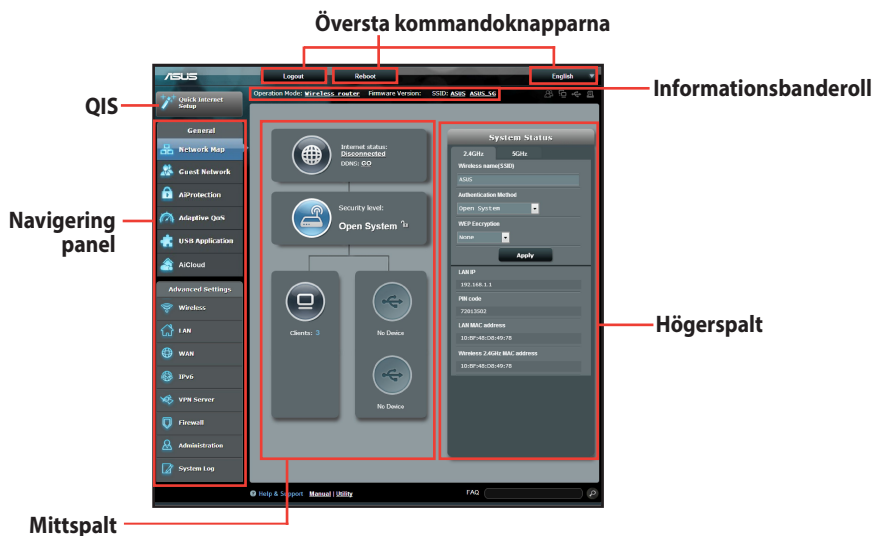 Översta kommandoknapparna
ASUS
Logout
Reboot
English
QIS
Quick Internet
Setup
Operation Mode: Wireless router Firmware Version: SSID: ASUS ASUS_5G
Informationsbanderoll
Navigering
panel
General
Network Map
Guest Network
AiProtection
Adaptive QoS
USB Application
AiCloud
Advanced Settings
Wireless
LAN
WAN
IPv6
VPN Server
Firewall
Administration
System Log
Internet status:
Disconnected
DDNS: GO
Security level:
Open System
Clients: 3
No Device
No Device
System Status
2.4GHz
5GHz
Wireless name(SSID)
ASUS
Authentication Method
Open System
WEP Encryption
None
Apply
LAN IP
192.168.1.1
PIN code
72013502
LAN MAC address
10:BF:48:D8:49:78
Wireless 2.4GHz MAC address
10:BF:48:D8:49:78
Högerspalt
Help & Support Manual | Utility
FAQ
Mittspalt